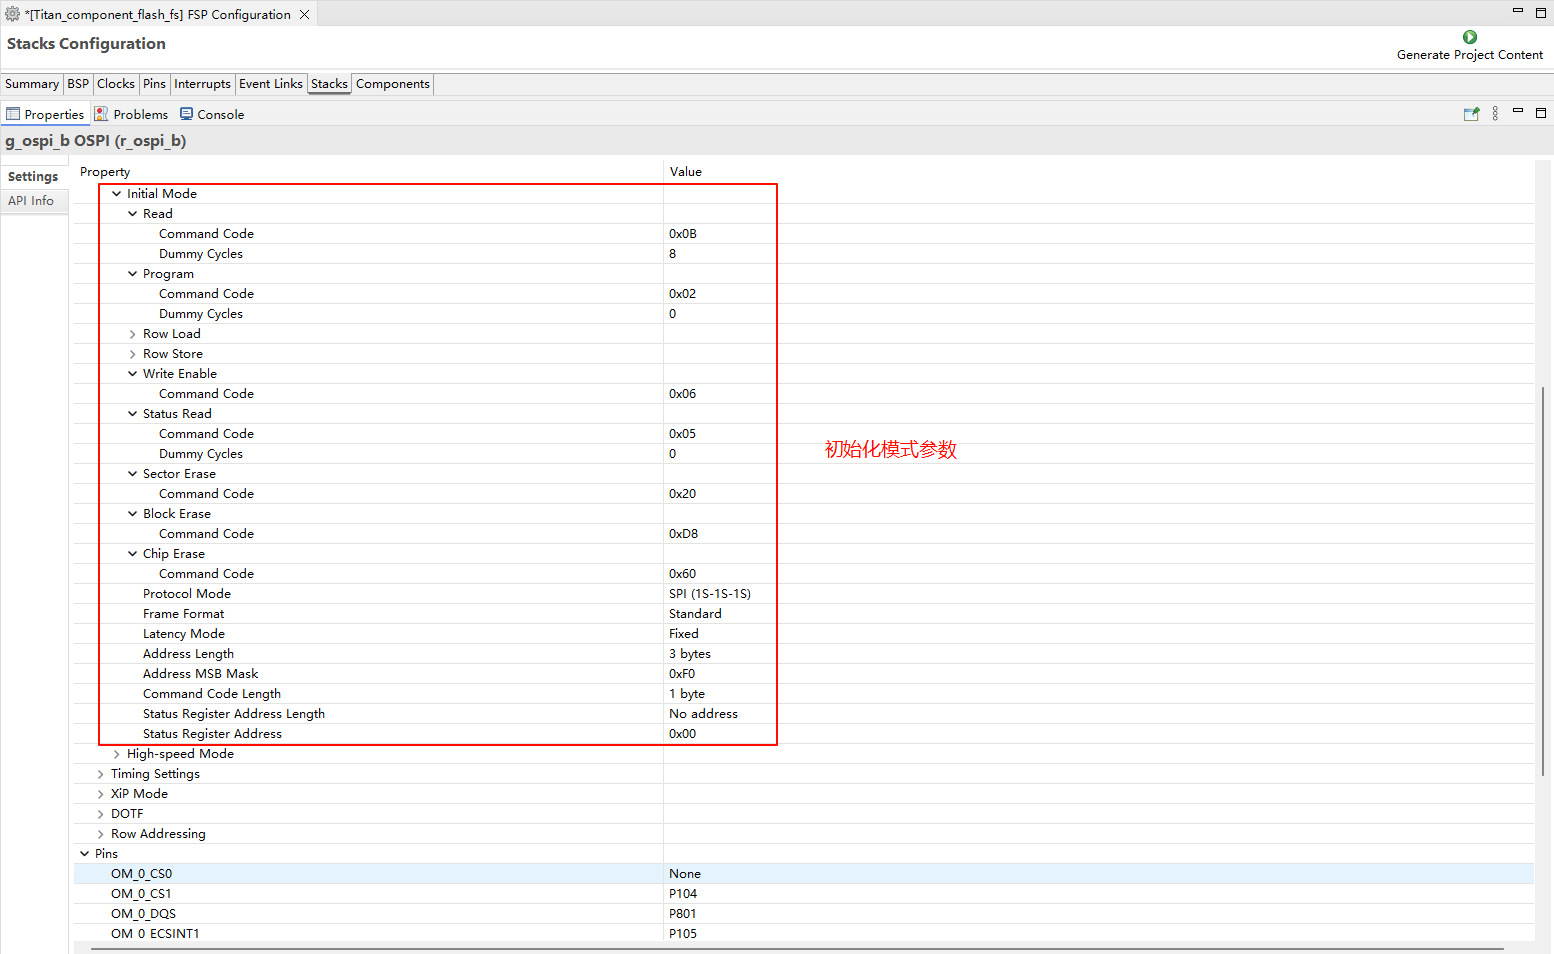 *[Titan_component_flash_fs] FSP Configuration
Stacks Configuration
Generate Project Content
Summary BSP Clocks Pins Interrupts Event Links Stacks Components
Properties Problems Console
g_ospi_b OSPI (r_ospi_b)
Settings
API Info
Property Value
Initial Mode
Read
Command Code 0x0B
Dummy Cycles 8
Program
Command Code 0x02
Dummy Cycles 0
Row Load
Row Store
Write Enable
Command Code 0x06
Status Read
Command Code 0x05
Dummy Cycles 0
初始化模式参数
Sector Erase
Command Code 0x20
Block Erase
Command Code 0xD8
Chip Erase
Command Code 0x60
Protocol Mode SPI (1S-1S-1S)
Frame Format Standard
Latency Mode Fixed
Address Length 3 bytes
Address MSB Mask 0xF0
Command Code Length 1 byte
Status Register Address Length No address
Status Register Address 0x00
High-speed Mode
Timing Settings
XiP Mode
DOTF
Row Addressing
Pins
OM_0_CS0 None
OM_0_CS1 P104
OM_0_DQS P801
OM_0_ECSINT1 P105